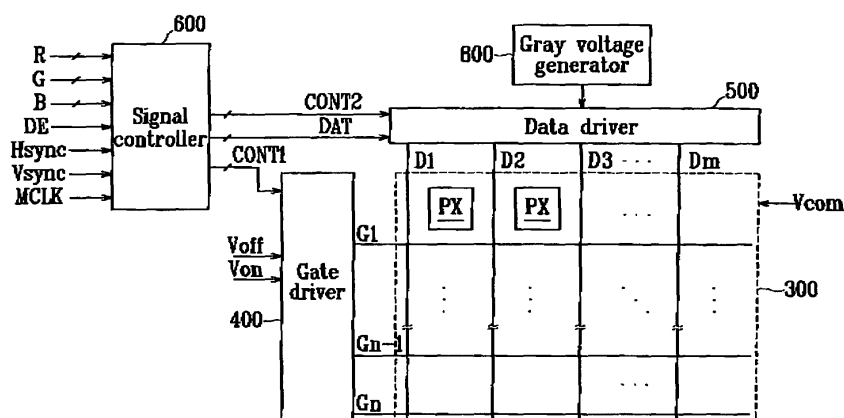 600
R
G
B
DE
Hsync
Vsync
MCLK
Signal
controller
CONT2
DAT
CONT1
800
Gray voltage
generator
500
Data driver
D1
D2
D3 · · ·
Dm
PX
PX
. . .
Vcom
G1
Voff
Von
Gate
driver
400
300
Gn-1
. . .
Gn